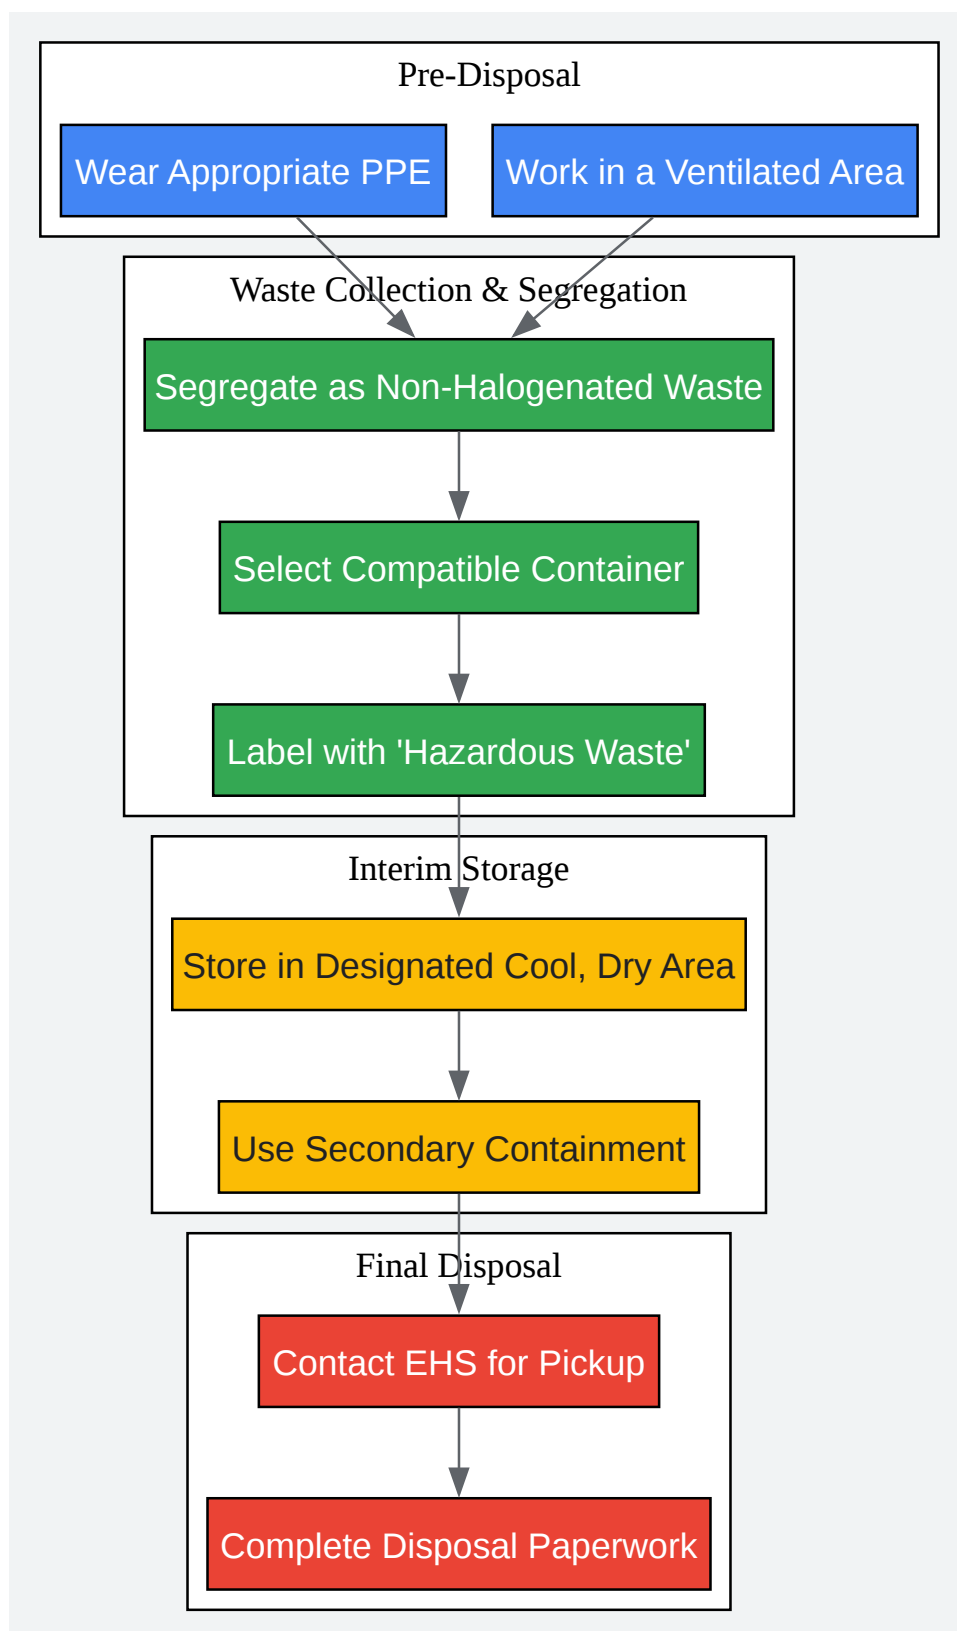 Pre-Disposal
Wear Appropriate PPE
Work in a Ventilated Area
Waste Collection & Segregation
Segregate as Non-Halogenated Waste
Select Compatible Container
Label with 'Hazardous Waste'
Interim Storage
Store in Designated Cool, Dry Area
Use Secondary Containment
Final Disposal
Contact EHS for Pickup
Complete Disposal Paperwork